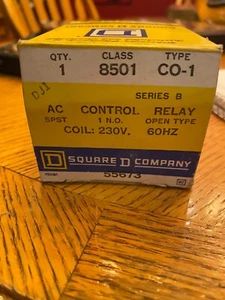 QTY. CLASS TYPE
1 8501 CO-1
SERIES B
AC CONTROL RELAY
SPST 1 N.O. OPEN TYPE
COIL: 230V. 60HZ
D SQUARE D COMPANY
55673